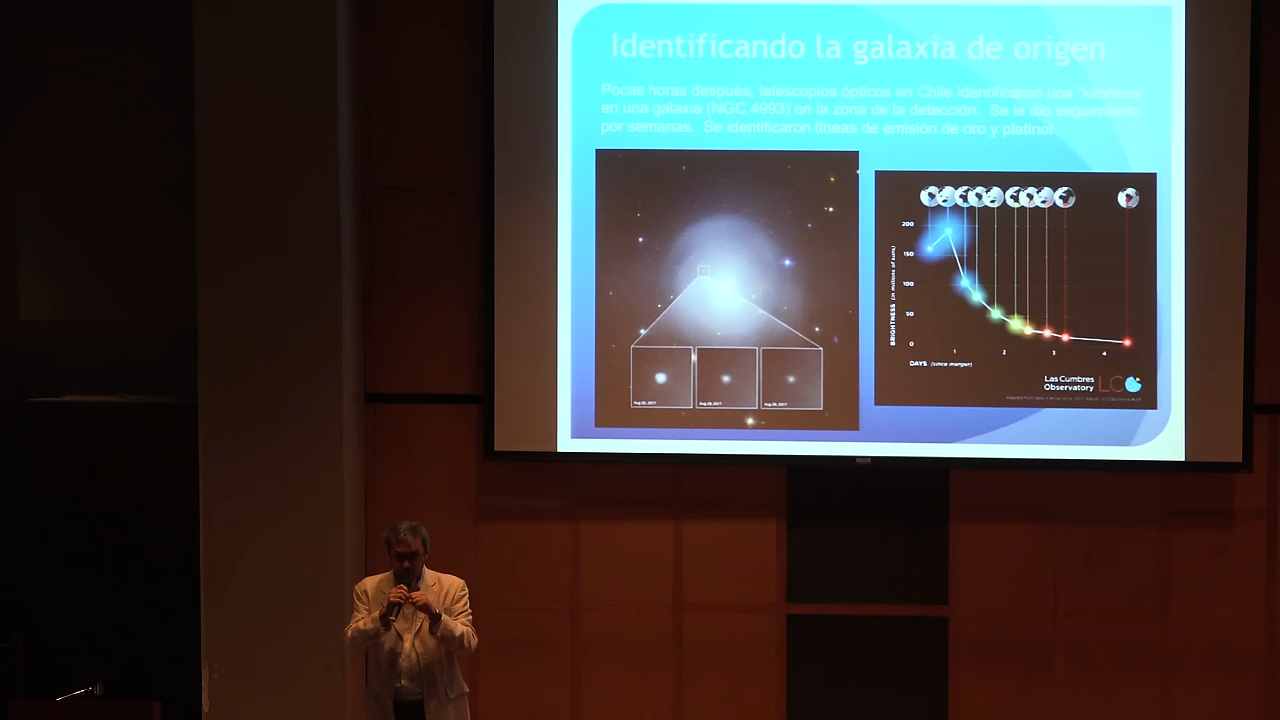 Identificando la galaxia de origen
Pocas horas después, telescopios ópticos en Chile identificaron una "kilonova"
en una galaxia (NGC 4993) en la zona de la detección. Se le dio seguimiento
por semanas. Se identificaron líneas de emisión de oro y platino!
Aug 22, 2017
Aug 26, 2017
Aug 28, 2017
200
150
100
50
0
BRIGHTNESS (in millions of suns)
1
2
3
4
DAYS (since merger)
Las Cumbres
Observatory
LCO